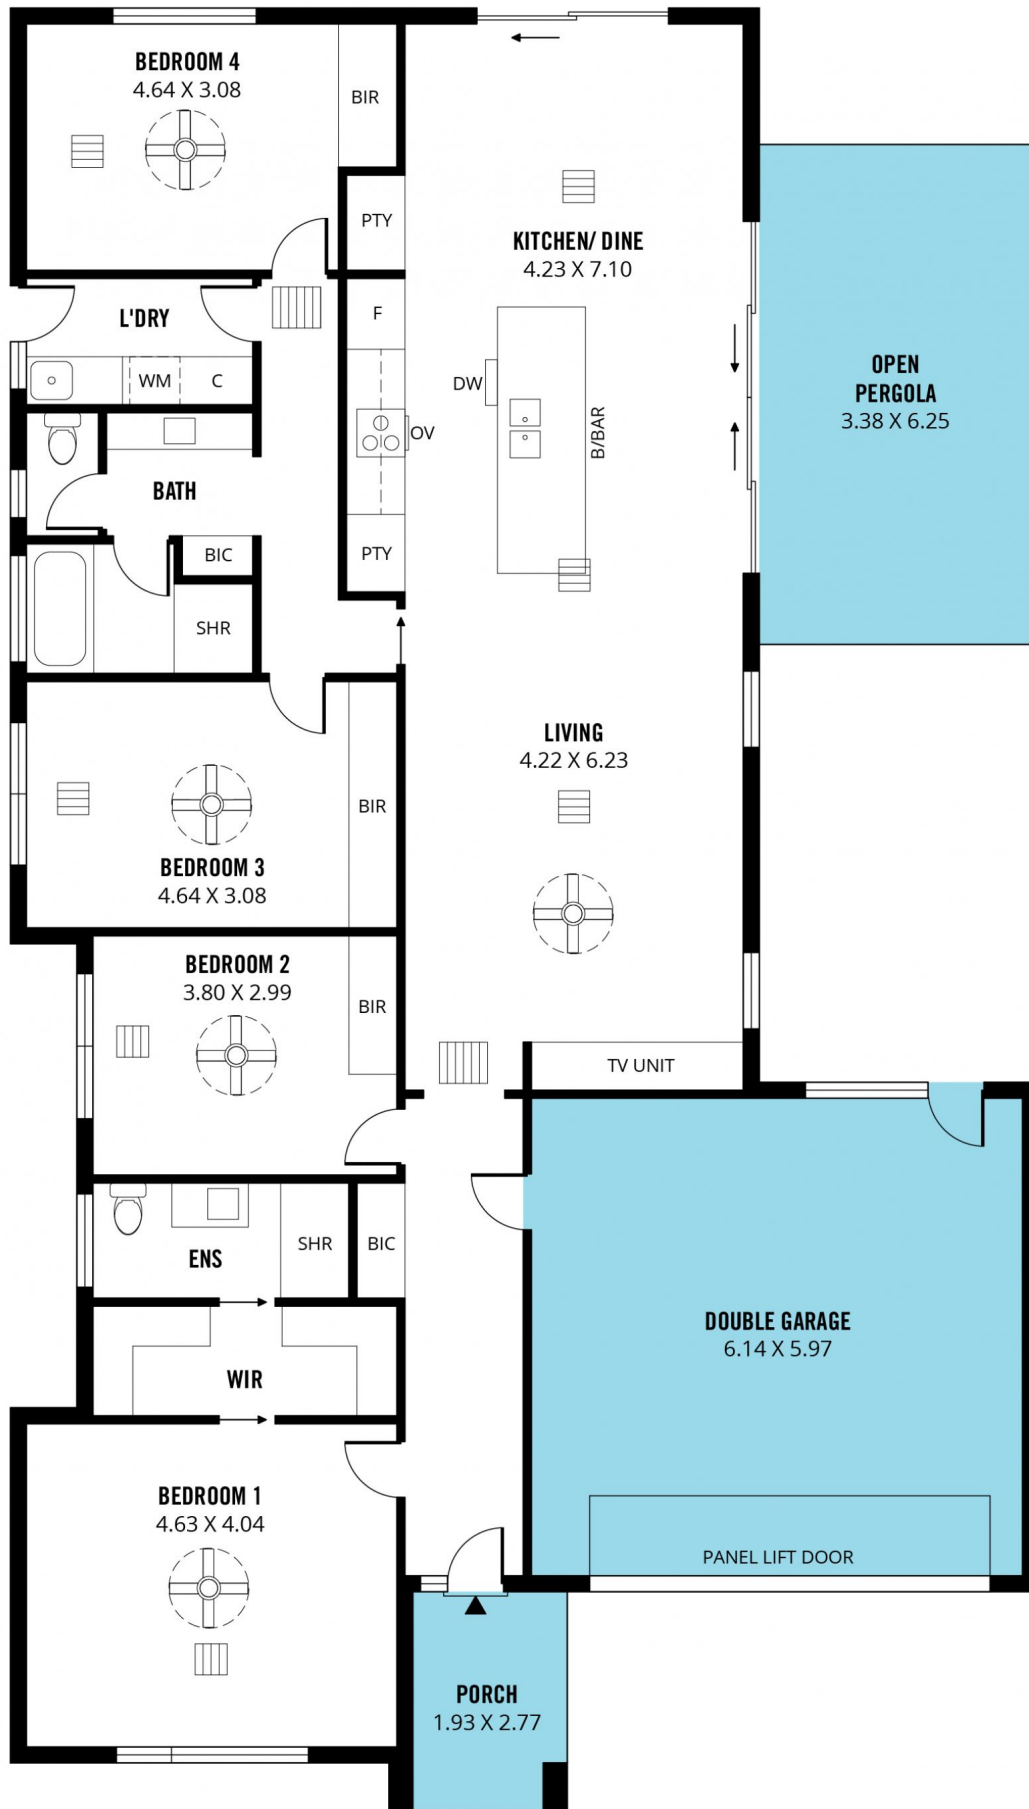 BEDROOM 4
4.64 X 3.08
BIR
PTY
KITCHEN/ DINE
4.23 X 7.10
L'DRY
F
WM
C
DW
OV
B/BAR
OPEN
PERGOLA
3.38 X 6.25
BATH
BIC
PTY
SHR
LIVING
4.22 X 6.23
BIR
BEDROOM 3
4.64 X 3.08
BEDROOM 2
3.80 X 2.99
BIR
TV UNIT
ENS
SHR
BIC
DOUBLE GARAGE
6.14 X 5.97
WIR
BEDROOM 1
4.63 X 4.04
PANEL LIFT DOOR
PORCH
1.93 X 2.77